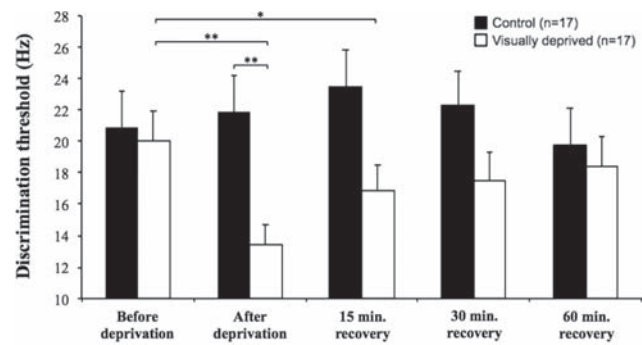 Discrimination threshold (Hz)
28
26
24
22
20
18
16
14
12
10
*
**
**
Control (n=17)
Visually deprived (n=17)
Before
deprivation
After
deprivation
15 min.
recovery
30 min.
recovery
60 min.
recovery